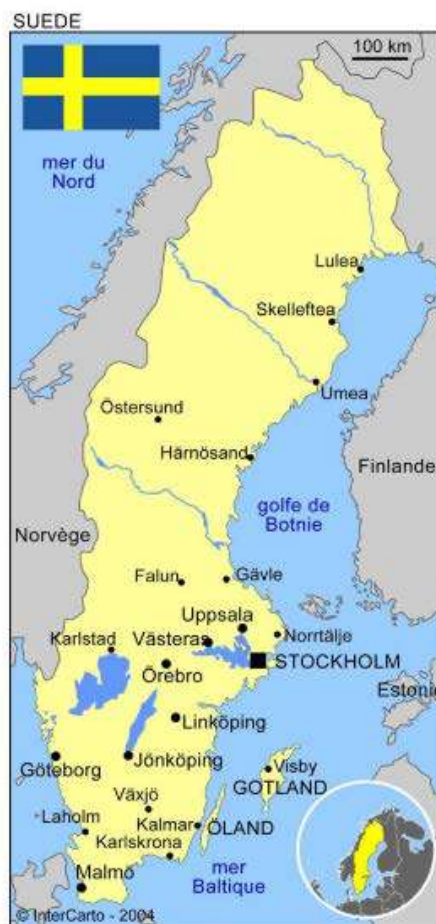 SUEDE
100 km
mer du
Nord
Lulea
Skelleftea
Umea
Östersund
Härnösand
Finlande
golfe de
Botnie
Norvège
Falun
Gävle
Uppsala
Norrtälje
Karlstad
Västeras
STOCKHOLM
Örebro
Estonie
Linköping
Göteborg
Jönköping
Visby
GOTLAND
Växjö
Laholm
Kalmar
ÖLAND
Karlskrona
mer
Baltique
Malmö
© InterCarto - 2004